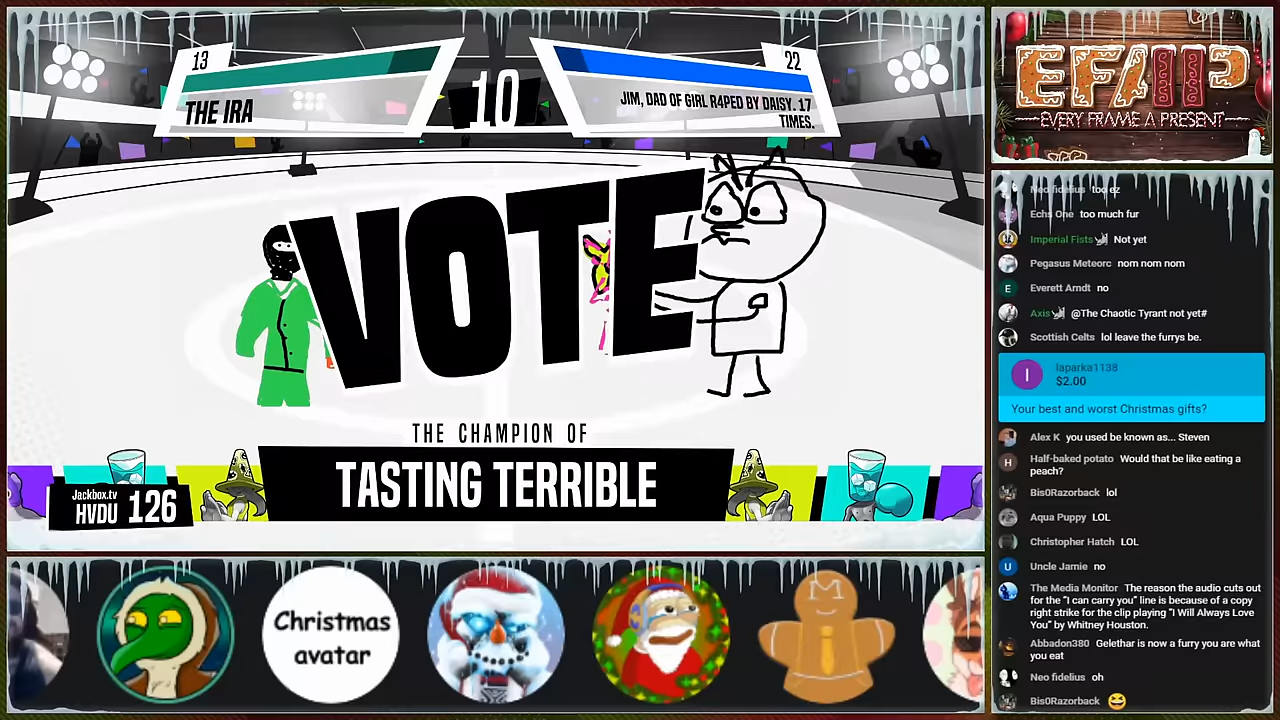 13
THE IRA
10
22
JIM, DAD OF GIRL R4PED BY DAISY. 17
TIMES.
VOTE
THE CHAMPION OF
TASTING TERRIBLE
Jackbox.tv
HVDU 126
Christmas
avatar
M
EFAP
EVERY FRAME A PRESENT
Neo fidelius too ez
Echs One too much fur
Imperial Fists Not yet
Pegasus Meteorc nom nom nom
E Everett Arndt no
Axis @The Chaotic Tyrant not yet#
Scottish Celts lol leave the furrys be.
I laparka1138
$2.00
Your best and worst Christmas gifts?
Alex K you used be known as... Steven
H Half-baked potato Would that be like eating a
peach?
Bis0Razorback lol
Aqua Puppy LOL
Christopher Hatch LOL
U Uncle Jamie no
The Media Monitor The reason the audio cuts out
for the "I can carry you" line is because of a copy
right strike for the clip playing "I Will Always Love
You" by Whitney Houston.
Abbadon380 Gelethar is now a furry you are what
you eat
Neo fidelius oh
Bis0Razorback 😆